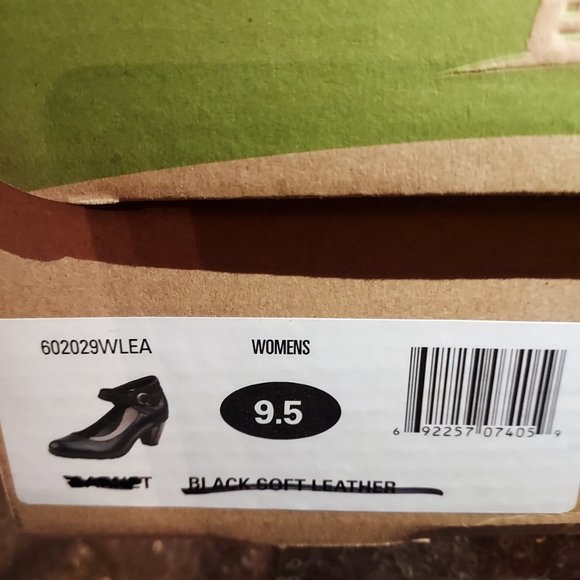 602029WLEA
WOMENS
9.5
6 92257 07405 9
BLACK SOFT LEATHER